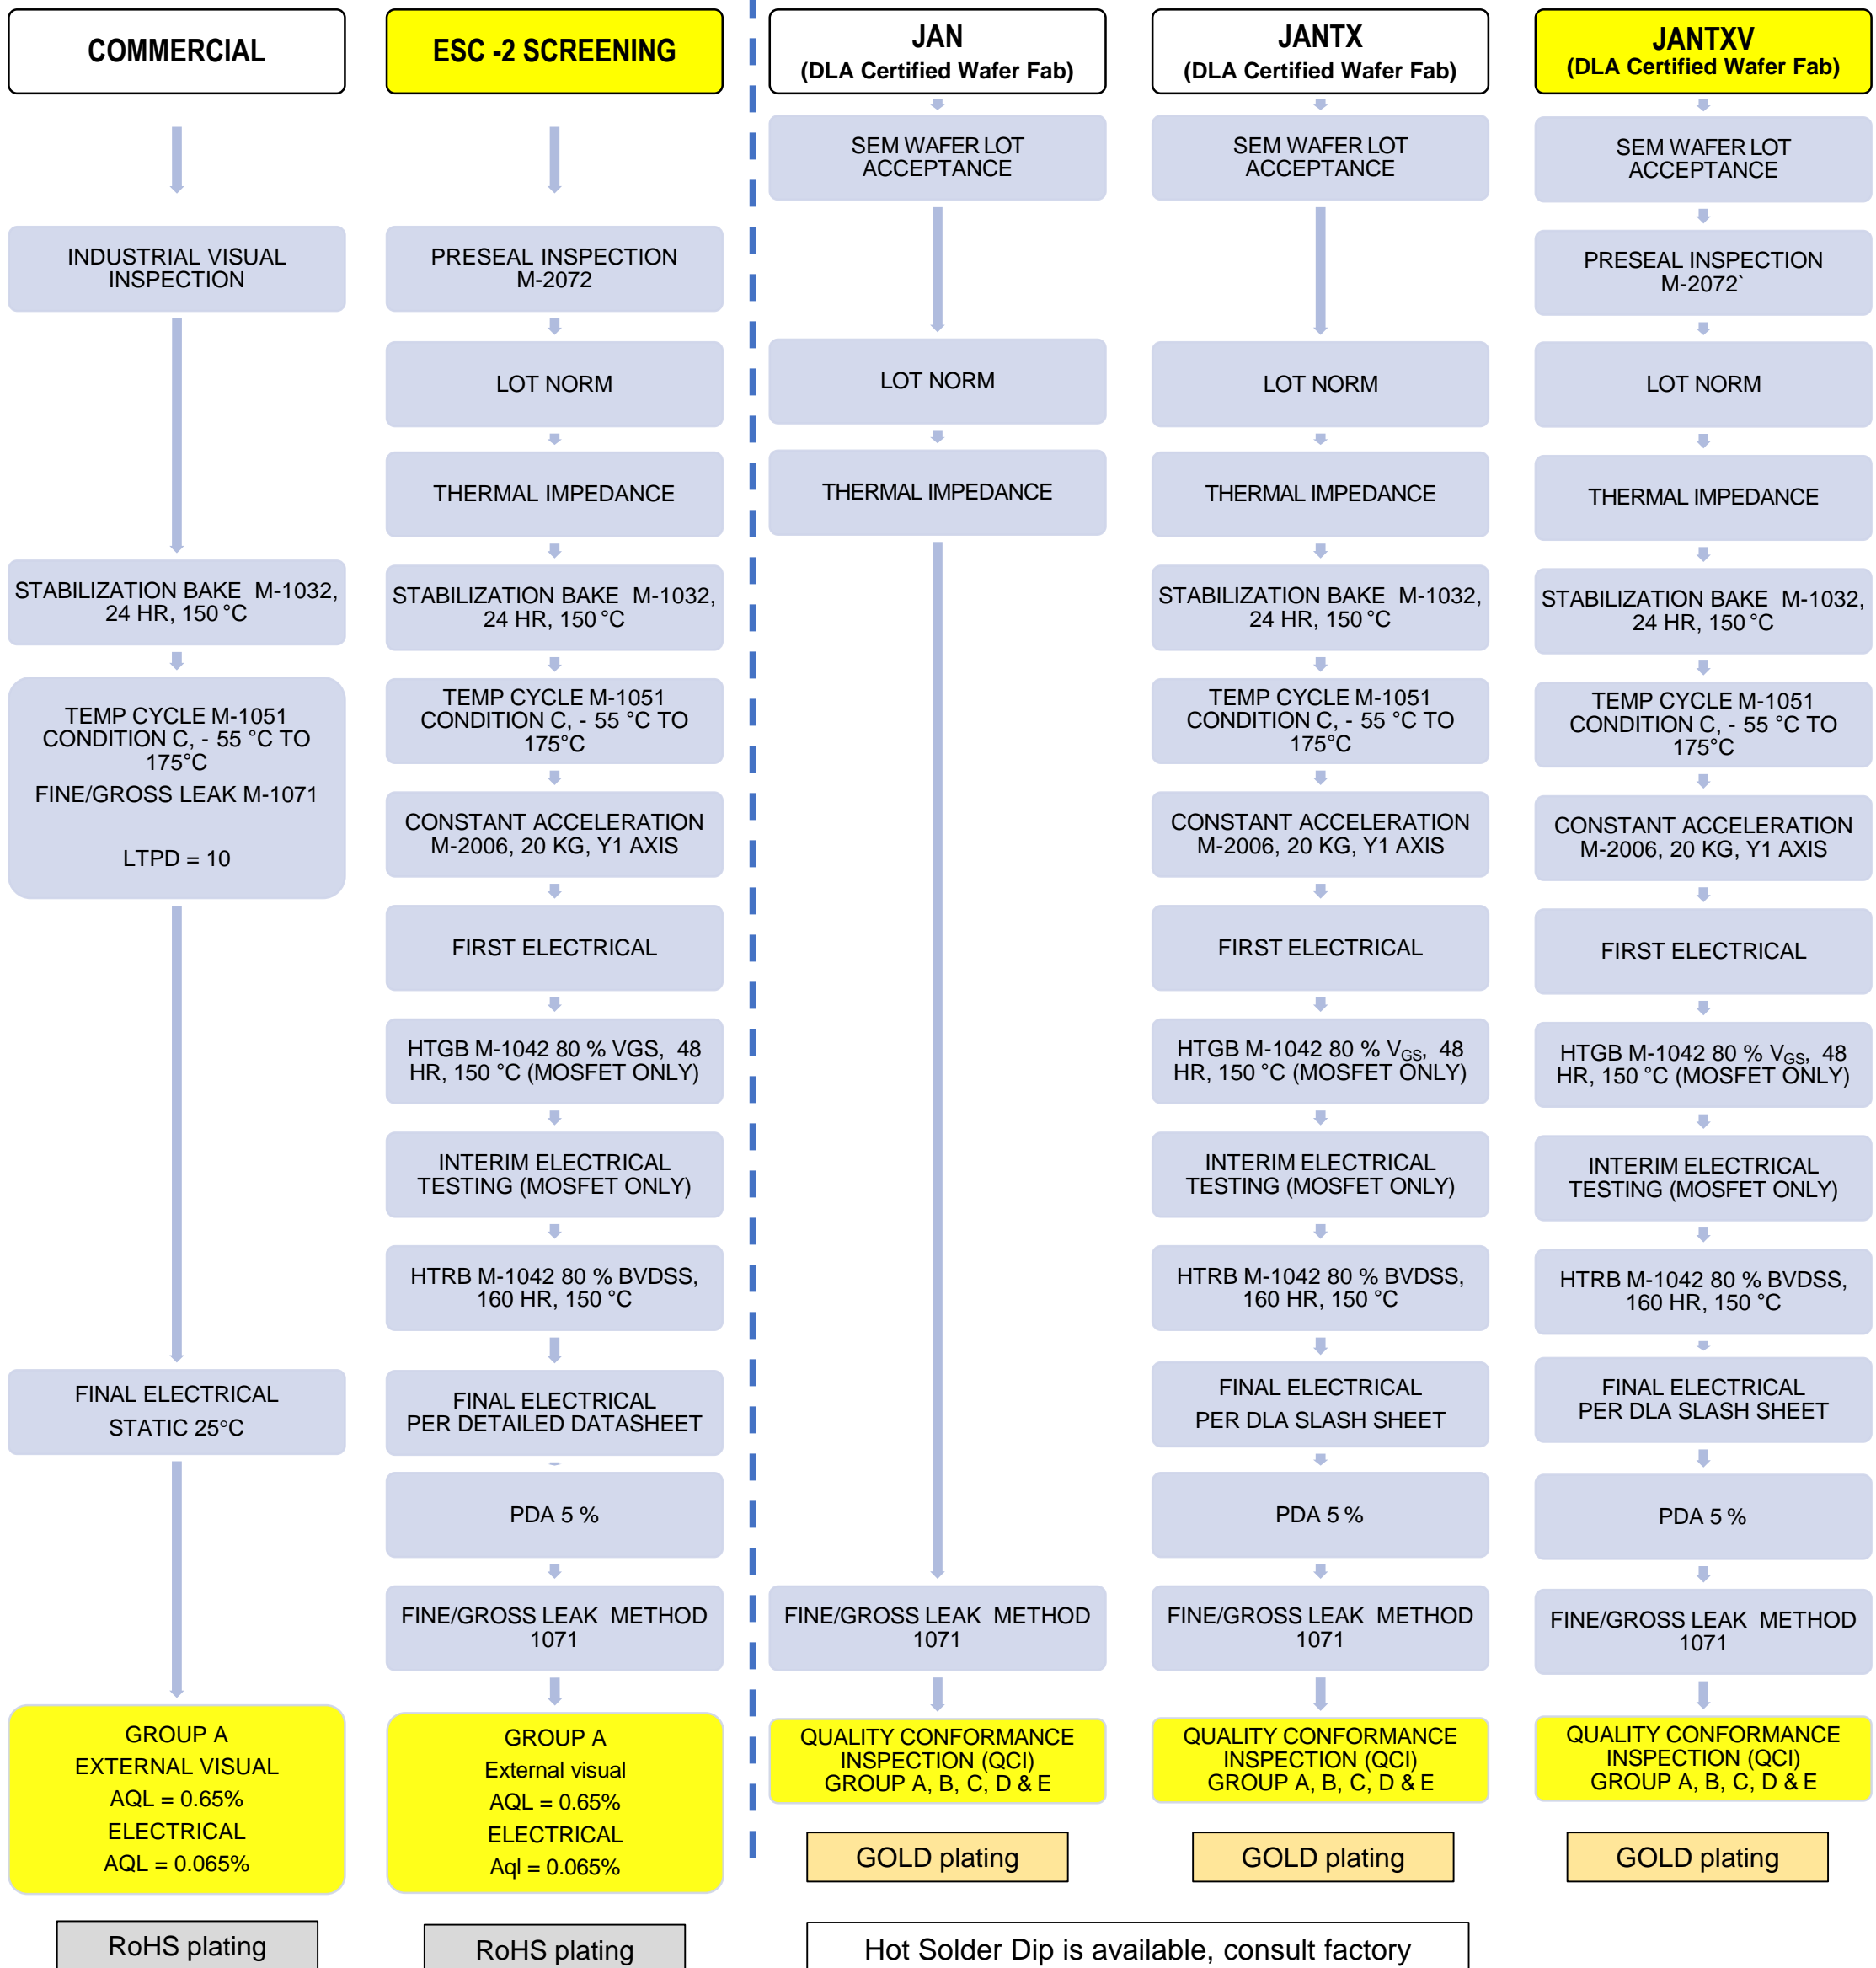 COMMERCIAL
INDUSTRIAL VISUAL
INSPECTION
STABILIZATION BAKE M-1032,
24 HR, 150 °C
TEMP CYCLE M-1051
CONDITION C, - 55 °C TO
175°C
FINE/GROSS LEAK M-1071
LTPD = 10
FINAL ELECTRICAL
STATIC 25°C
GROUP A
EXTERNAL VISUAL
AQL = 0.65%
ELECTRICAL
AQL = 0.065%
RoHS plating
ESC -2 SCREENING
PRESEAL INSPECTION
M-2072
LOT NORM
THERMAL IMPEDANCE
STABILIZATION BAKE M-1032,
24 HR, 150 °C
TEMP CYCLE M-1051
CONDITION C, - 55 °C TO
175°C
CONSTANT ACCELERATION
M-2006, 20 KG, Y1 AXIS
FIRST ELECTRICAL
HTGB M-1042 80 % VGS, 48
HR, 150 °C (MOSFET ONLY)
INTERIM ELECTRICAL
TESTING (MOSFET ONLY)
HTRB M-1042 80 % BVDSS,
160 HR, 150 °C
FINAL ELECTRICAL
PER DETAILED DATASHEET
PDA 5 %
FINE/GROSS LEAK METHOD
1071
GROUP A
External visual
AQL = 0.65%
ELECTRICAL
Aql = 0.065%
RoHS plating
JAN
(DLA Certified Wafer Fab)
SEM WAFER LOT
ACCEPTANCE
LOT NORM
THERMAL IMPEDANCE
FINE/GROSS LEAK METHOD
1071
QUALITY CONFORMANCE
INSPECTION (QCI)
GROUP A, B, C, D & E
GOLD plating
JANTX
(DLA Certified Wafer Fab)
SEM WAFER LOT
ACCEPTANCE
LOT NORM
THERMAL IMPEDANCE
STABILIZATION BAKE M-1032,
24 HR, 150 °C
TEMP CYCLE M-1051
CONDITION C, - 55 °C TO
175°C
CONSTANT ACCELERATION
M-2006, 20 KG, Y1 AXIS
FIRST ELECTRICAL
HTGB M-1042 80 % VGS, 48
HR, 150 °C (MOSFET ONLY)
INTERIM ELECTRICAL
TESTING (MOSFET ONLY)
HTRB M-1042 80 % BVDSS,
160 HR, 150 °C
FINAL ELECTRICAL
PER DLA SLASH SHEET
PDA 5 %
FINE/GROSS LEAK METHOD
1071
QUALITY CONFORMANCE
INSPECTION (QCI)
GROUP A, B, C, D & E
GOLD plating
JANTXV
(DLA Certified Wafer Fab)
SEM WAFER LOT
ACCEPTANCE
PRESEAL INSPECTION
M-2072`
LOT NORM
THERMAL IMPEDANCE
STABILIZATION BAKE M-1032,
24 HR, 150 °C
TEMP CYCLE M-1051
CONDITION C, - 55 °C TO
175°C
CONSTANT ACCELERATION
M-2006, 20 KG, Y1 AXIS
FIRST ELECTRICAL
HTGB M-1042 80 % VGS, 48
HR, 150 °C (MOSFET ONLY)
INTERIM ELECTRICAL
TESTING (MOSFET ONLY)
HTRB M-1042 80 % BVDSS,
160 HR, 150 °C
FINAL ELECTRICAL
PER DLA SLASH SHEET
PDA 5 %
FINE/GROSS LEAK METHOD
1071
QUALITY CONFORMANCE
INSPECTION (QCI)
GROUP A, B, C, D & E
GOLD plating
Hot Solder Dip is available, consult factory